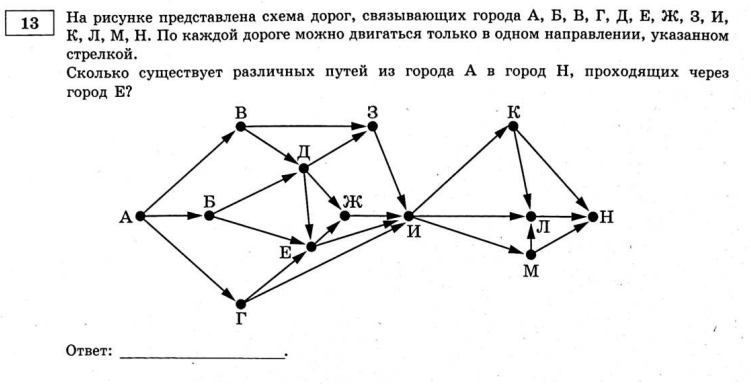 13
На рисунке представлена схема дорог, связывающих города А, Б, В, Г, Д, Е, Ж, З, И,
К, Л, М, Н. По каждой дороге можно двигаться только в одном направлении, указанном
стрелкой.
Сколько существует различных путей из города А в город Н, проходящих через
город Е?
В
З
К
Д
Б
Ж
А
И
Л
Н
Е
М
Г
Ответ: ____________________.